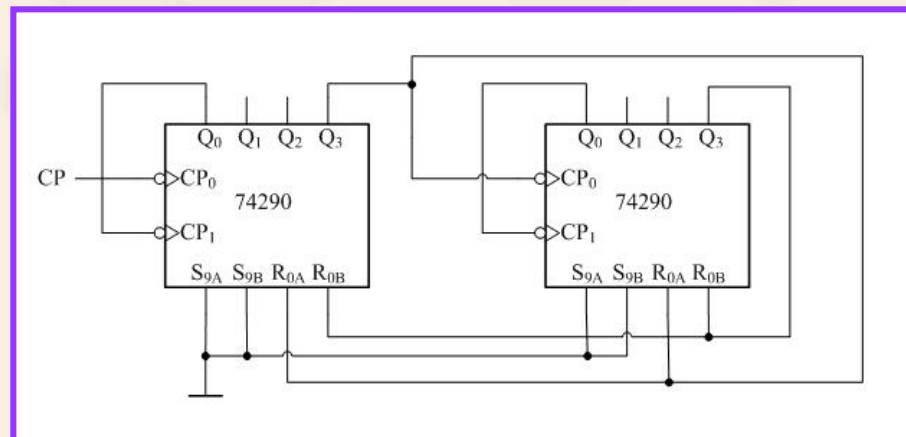 Q₀ Q₁ Q₂ Q₃ Q₀ Q₁ Q₂ Q₃
CP CP₀ CP₀
74290 74290
CP₁ CP₁
S₉A S₉B R₀A R₀B S₉A S₉B R₀A R₀B